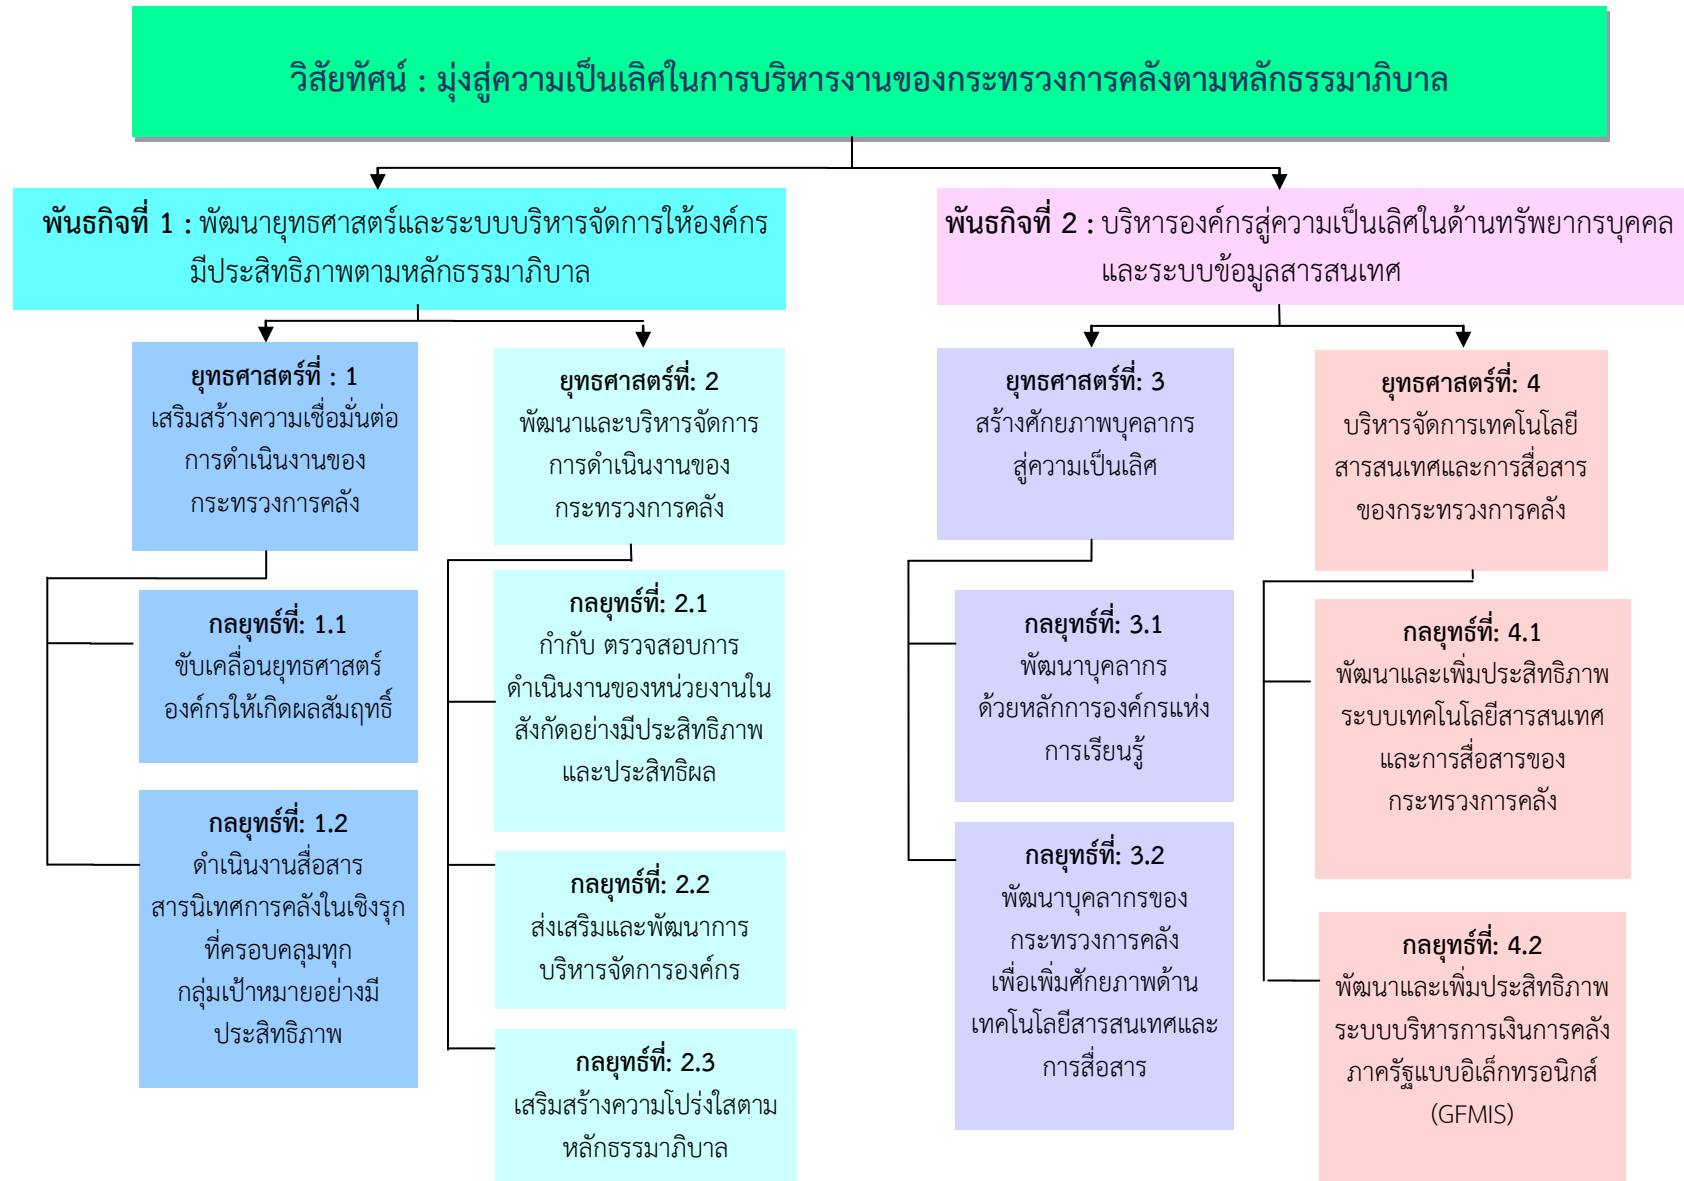 วิสัยทัศน์ : มุ่งสู่ความเป็นเลิศในการบริหารงานของกระทรวงการคลังตามหลักธรรมาภิบาล
พันธกิจที่ 1 : พัฒนายุทธศาสตร์และระบบบริหารจัดการให้องค์กร
มีประสิทธิภาพตามหลักธรรมาภิบาล
พันธกิจที่ 2 : บริหารองค์กรสู่ความเป็นเลิศในด้านทรัพยากรบุคคล
และระบบข้อมูลสารสนเทศ
ยุทธศาสตร์ที่ : 1
เสริมสร้างความเชื่อมั่นต่อ
การดำเนินงานของ
กระทรวงการคลัง
ยุทธศาสตร์ที่: 2
พัฒนาและบริหารจัดการ
การดำเนินงานของ
กระทรวงการคลัง
ยุทธศาสตร์ที่: 3
สร้างศักยภาพบุคลากร
สู่ความเป็นเลิศ
ยุทธศาสตร์ที่: 4
บริหารจัดการเทคโนโลยี
สารสนเทศและการสื่อสาร
ของกระทรวงการคลัง
กลยุทธ์ที่: 1.1
ขับเคลื่อนยุทธศาสตร์
องค์กรให้เกิดผลสัมฤทธิ์
กลยุทธ์ที่: 1.2
ดำเนินงานสื่อสาร
สารนิเทศการคลังในเชิงรุก
ที่ครอบคลุมทุก
กลุ่มเป้าหมายอย่างมี
ประสิทธิภาพ
กลยุทธ์ที่: 2.1
กำกับ ตรวจสอบการ
ดำเนินงานของหน่วยงานใน
สังกัดอย่างมีประสิทธิภาพ
และประสิทธิผล
กลยุทธ์ที่: 2.2
ส่งเสริมและพัฒนาการ
บริหารจัดการองค์กร
กลยุทธ์ที่: 2.3
เสริมสร้างความโปร่งใสตาม
หลักธรรมาภิบาล
กลยุทธ์ที่: 3.1
พัฒนาบุคลากร
ด้วยหลักการองค์กรแห่ง
การเรียนรู้
กลยุทธ์ที่: 3.2
พัฒนาบุคลากรของ
กระทรวงการคลัง
เพื่อเพิ่มศักยภาพด้าน
เทคโนโลยีสารสนเทศและ
การสื่อสาร
กลยุทธ์ที่: 4.1
พัฒนาและเพิ่มประสิทธิภาพ
ระบบเทคโนโลยีสารสนเทศ
และการสื่อสารของ
กระทรวงการคลัง
กลยุทธ์ที่: 4.2
พัฒนาและเพิ่มประสิทธิภาพ
ระบบบริหารการเงินการคลัง
ภาครัฐแบบอิเล็กทรอนิกส์
(GFMIS)